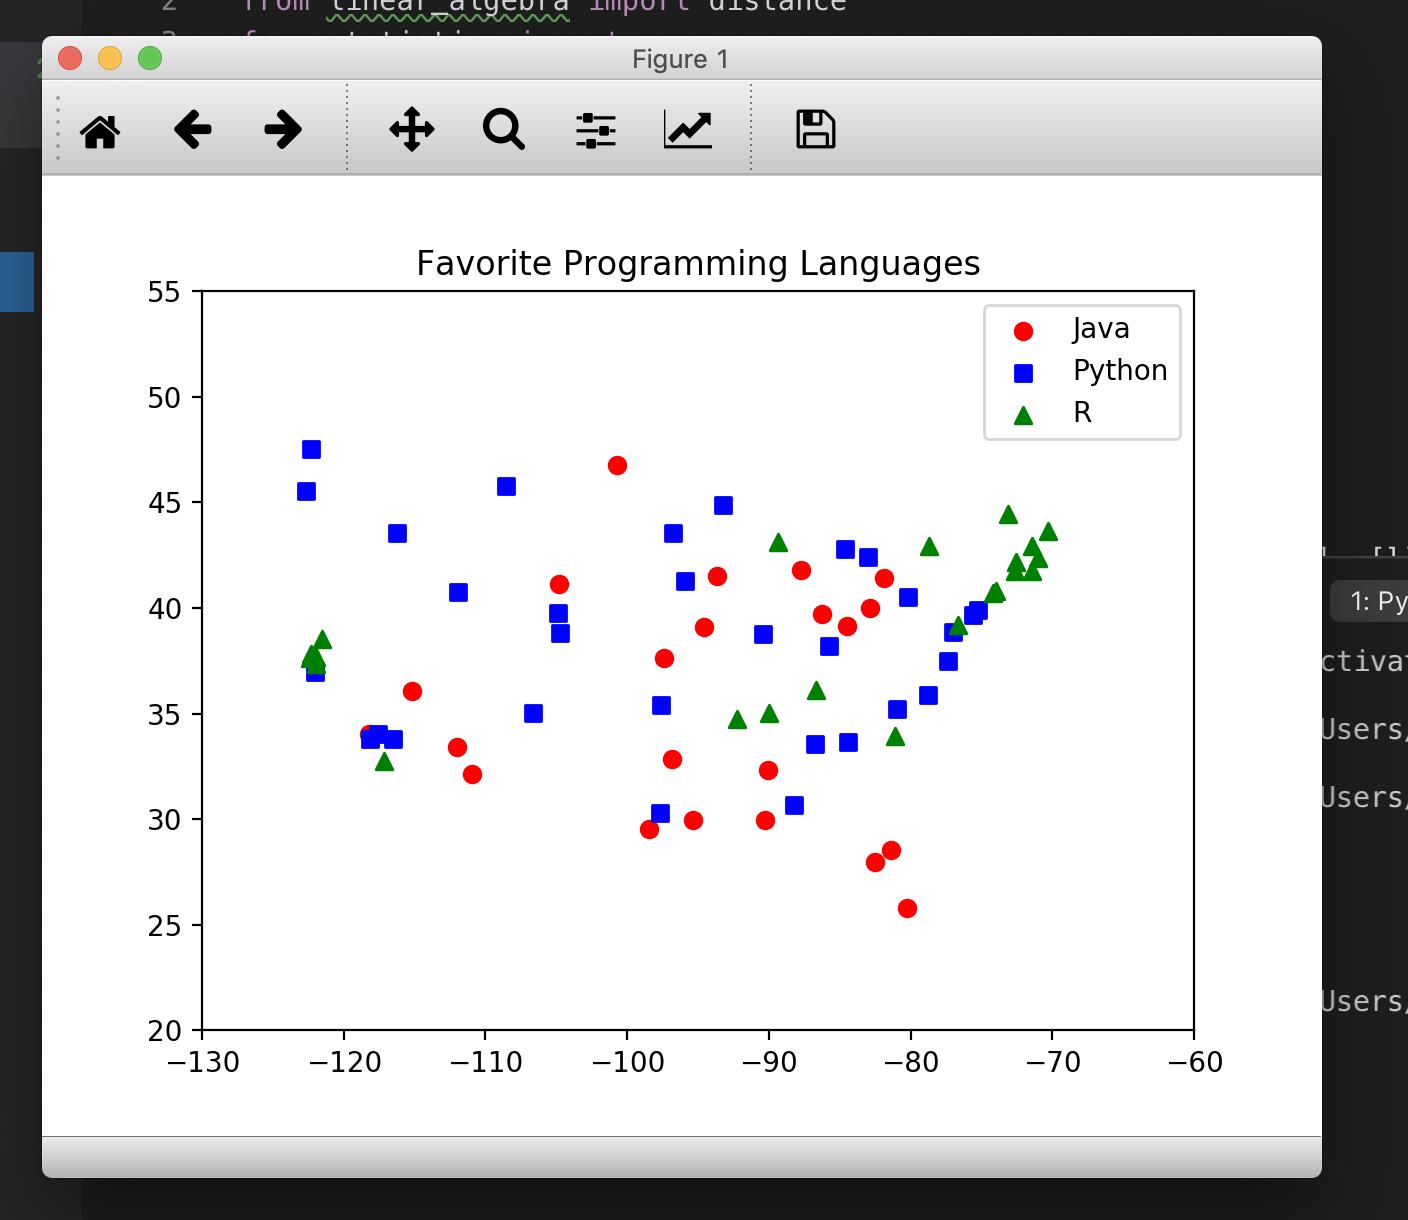 2 from linear_algebra import distance
Figure 1
Favorite Programming Languages
55
50
45
40
35
30
25
20
−130 −120 −110 −100 −90 −80 −70 −60
Java
Python
R
1: Py
ctivat
Users/
Users/
Users/